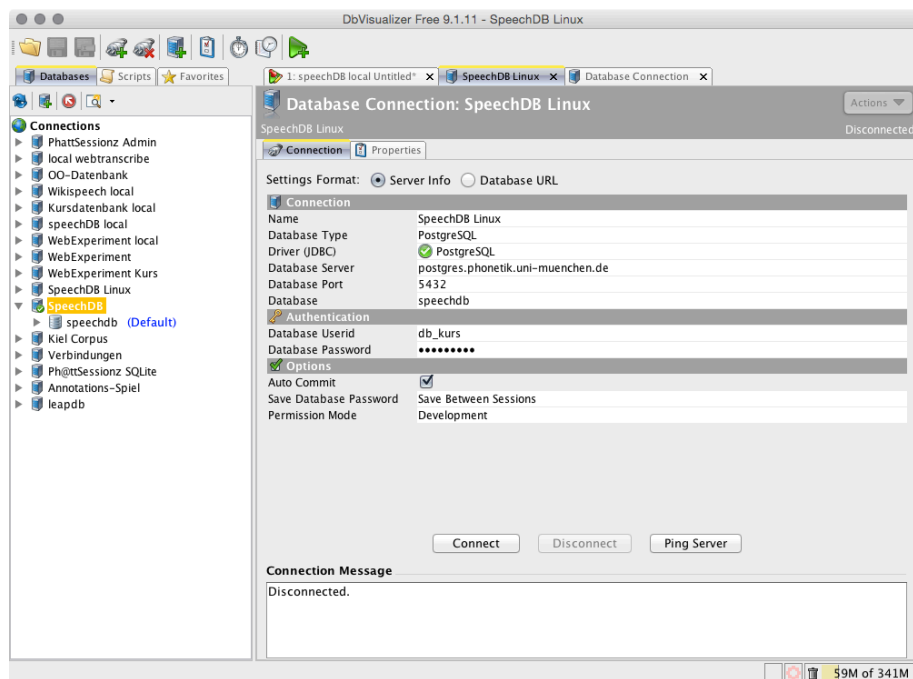 DbVisualizer Free 9.1.11 - SpeechDB Linux
Databases Scripts Favorites
1: speechDB local Untitled* SpeechDB Linux Database Connection
Connections
PhattSessionz Admin
local webtranscribe
OO-Datenbank
Wikispeech local
Kursdatenbank local
speechDB local
WebExperiment local
WebExperiment
WebExperiment Kurs
SpeechDB Linux
SpeechDB
speechdb (Default)
Kiel Corpus
Verbindungen
Ph@ttSessionz SQLite
Annotations-Spiel
leapdb
Database Connection: SpeechDB Linux
Actions
SpeechDB Linux
Disconnected
Connection Properties
Settings Format: Server Info Database URL
Connection
Name SpeechDB Linux
Database Type PostgreSQL
Driver (JDBC) PostgreSQL
Database Server postgres.phonetik.uni-muenchen.de
Database Port 5432
Database speechdb
Authentication
Database Userid db_kurs
Database Password •••••••••
Options
Auto Commit
Save Database Password Save Between Sessions
Permission Mode Development
Connect Disconnect Ping Server
Connection Message
Disconnected.
59M of 341M